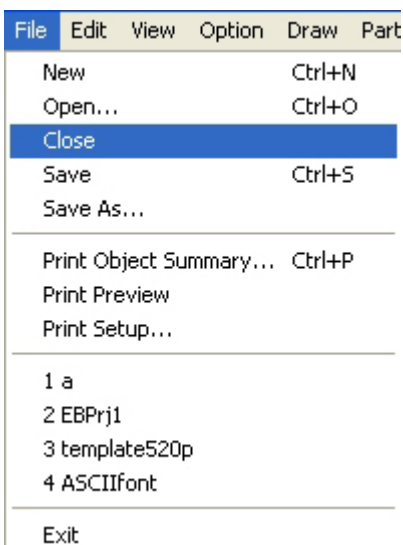 File Edit View Option Draw Part
New Ctrl+N
Open... Ctrl+O
Close
Save Ctrl+S
Save As...
Print Object Summary... Ctrl+P
Print Preview
Print Setup...
1 a
2 EBPrj1
3 template520p
4 ASCIIfont
Exit